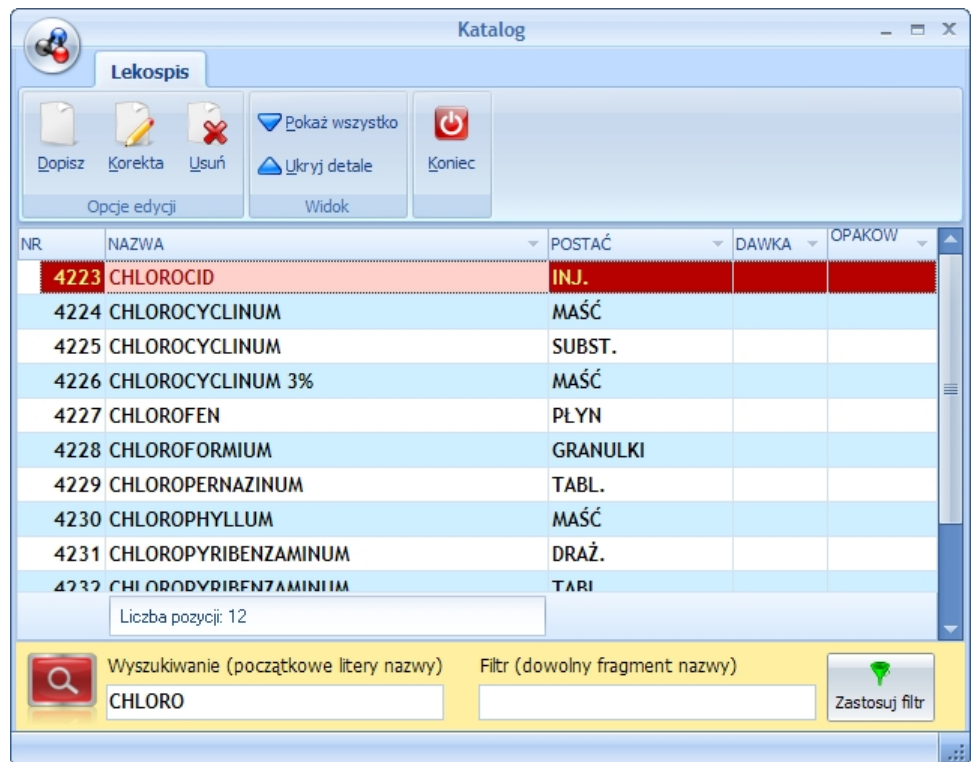 Katalog
Lekospis
Dopisz Korekta Usuń
Pokaż wszystko
Ukryj detale
Koniec
Opcje edycji Widok
NR NAZWA POSTAĆ DAWKA OPAKOW
4223 CHLOROCID INJ.
4224 CHLOROCYCLINUM MAŚĆ
4225 CHLOROCYCLINUM SUBST.
4226 CHLOROCYCLINUM 3% MAŚĆ
4227 CHLOROFEN PŁYN
4228 CHLOROFORMIUM GRANULKI
4229 CHLOROPERNAZINUM TABL.
4230 CHLOROPHYLLUM MAŚĆ
4231 CHLOROPYRIBENZAMINUM DRAŻ.
4232 CHLOROPYRIBENZAMINUM TABL
Liczba pozycji: 12
Wyszukiwanie (początkowe litery nazwy) Filtr (dowolny fragment nazwy)
CHLORO
Zastosuj filtr